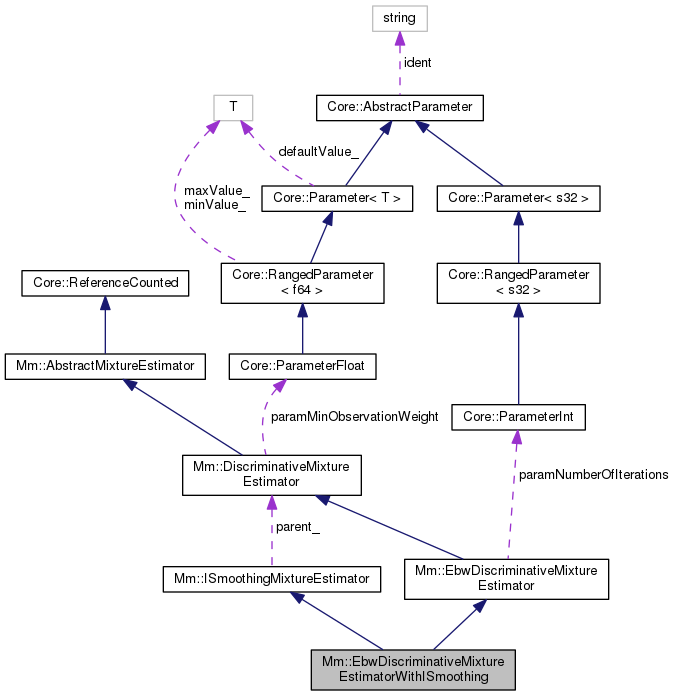 string
ident
T
Core::AbstractParameter
defaultValue_
maxValue_
minValue_
Core::Parameter< T >
Core::Parameter< s32 >
Core::ReferenceCounted
Core::RangedParameter
< f64 >
Core::RangedParameter
< s32 >
Mm::AbstractMixtureEstimator
Core::ParameterFloat
Core::ParameterInt
paramMinObservationWeight
Mm::DiscriminativeMixture
Estimator
paramNumberOfIterations
parent_
Mm::ISmoothingMixtureEstimator
Mm::EbwDiscriminativeMixture
Estimator
Mm::EbwDiscriminativeMixture
EstimatorWithISmoothing